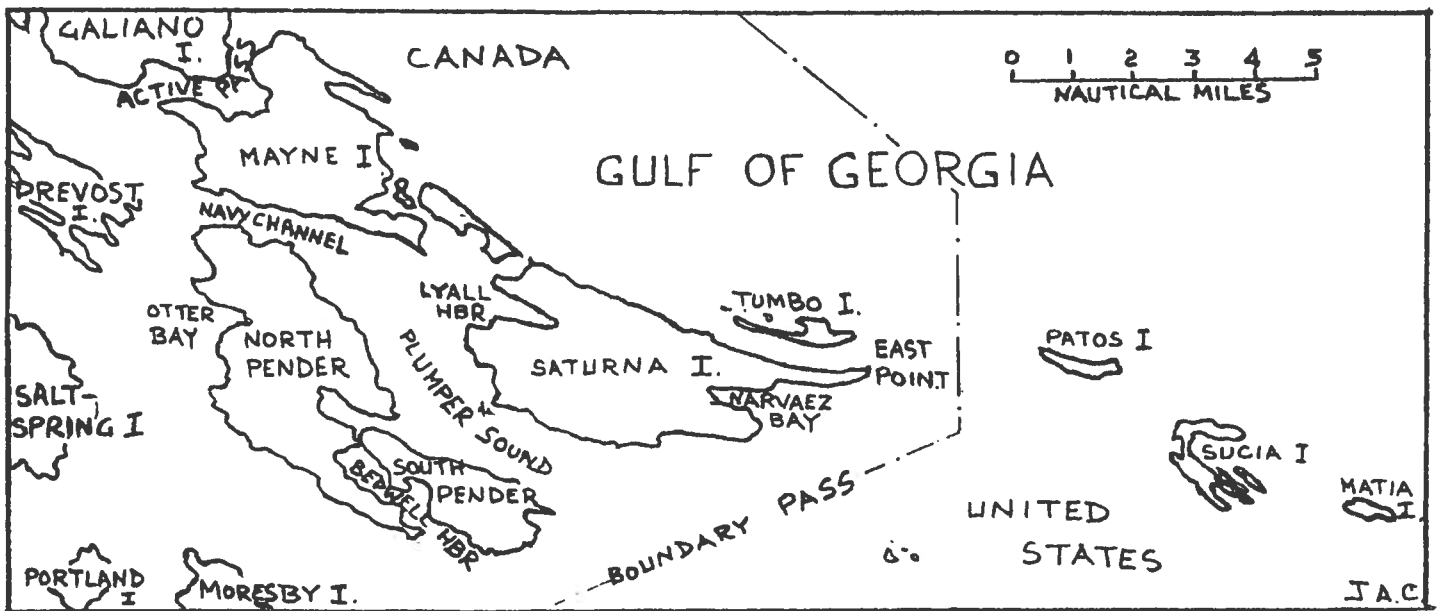 GALIANO
I.
CANADA
0 1 2 3 4 5
NAUTICAL MILES
ACTIVE
MAYNE I
GULF OF GEORGIA
PREVOST
I.
NAVY CHANNEL
LYALL
HBR
TUMBO I.
OTTER
BAY
NORTH
PENDER
PLUMPER SOUND
SATURNA I.
EAST
POINT
PATOS I
SALT-
SPRING I
NARVAEZ
BAY
SOUTH
PENDER
BEDWELL HBR
SUCIA I
MATIA
I.
BOUNDARY PASS
UNITED
STATES
PORTLAND
I
MORESBY I.
J.A.C.